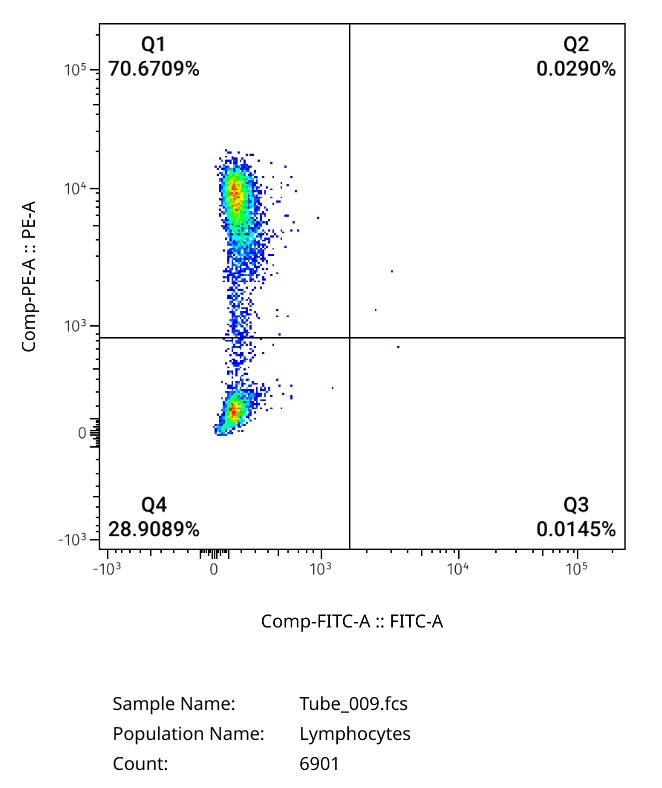 Q1
70.6709%
Q2
0.0290%
10⁵
10⁴
10³
0
-10³
Comp-PE-A :: PE-A
Q4
28.9089%
Q3
0.0145%
-10³
0
10³
10⁴
10⁵
Comp-FITC-A :: FITC-A
Sample Name: Tube_009.fcs
Population Name: Lymphocytes
Count: 6901